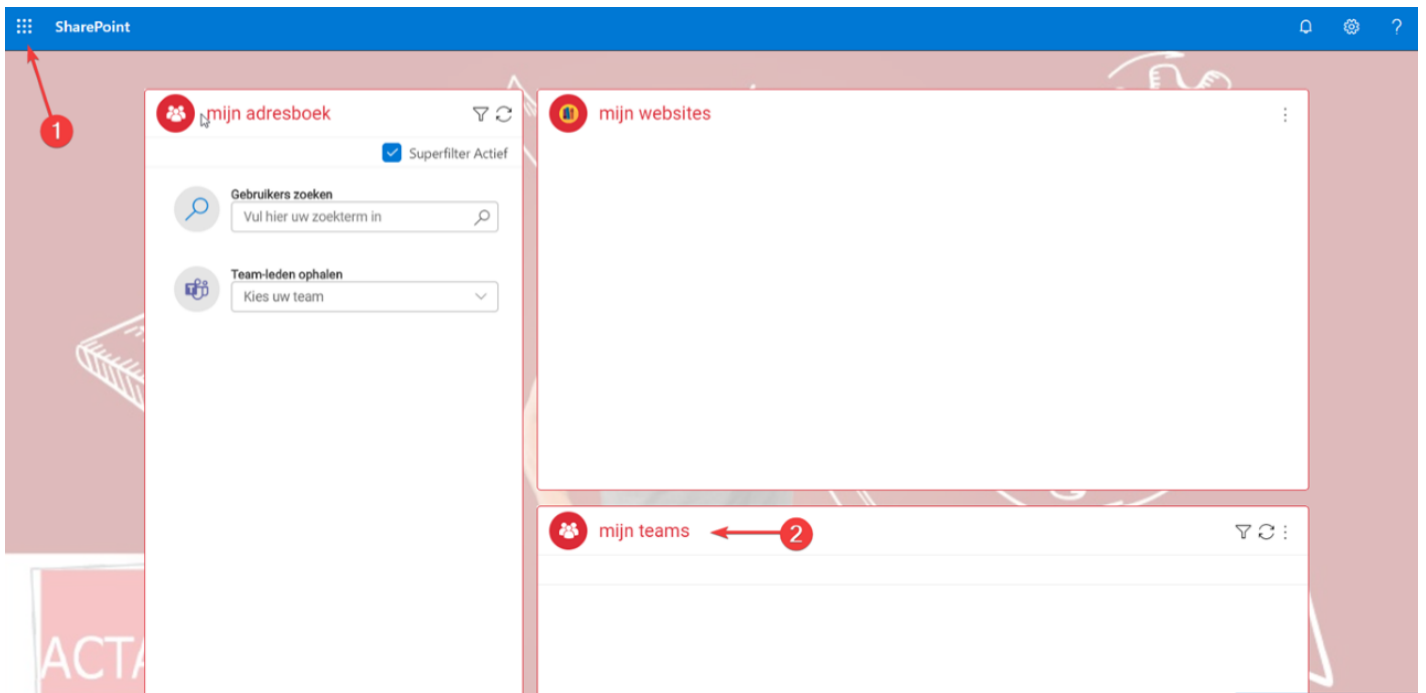 SharePoint
1
mijn adresboek
Superfilter Actief
Gebruikers zoeken
Vul hier uw zoekterm in
Team-leden ophalen
Kies uw team
mijn websites
mijn teams
2
ACTA